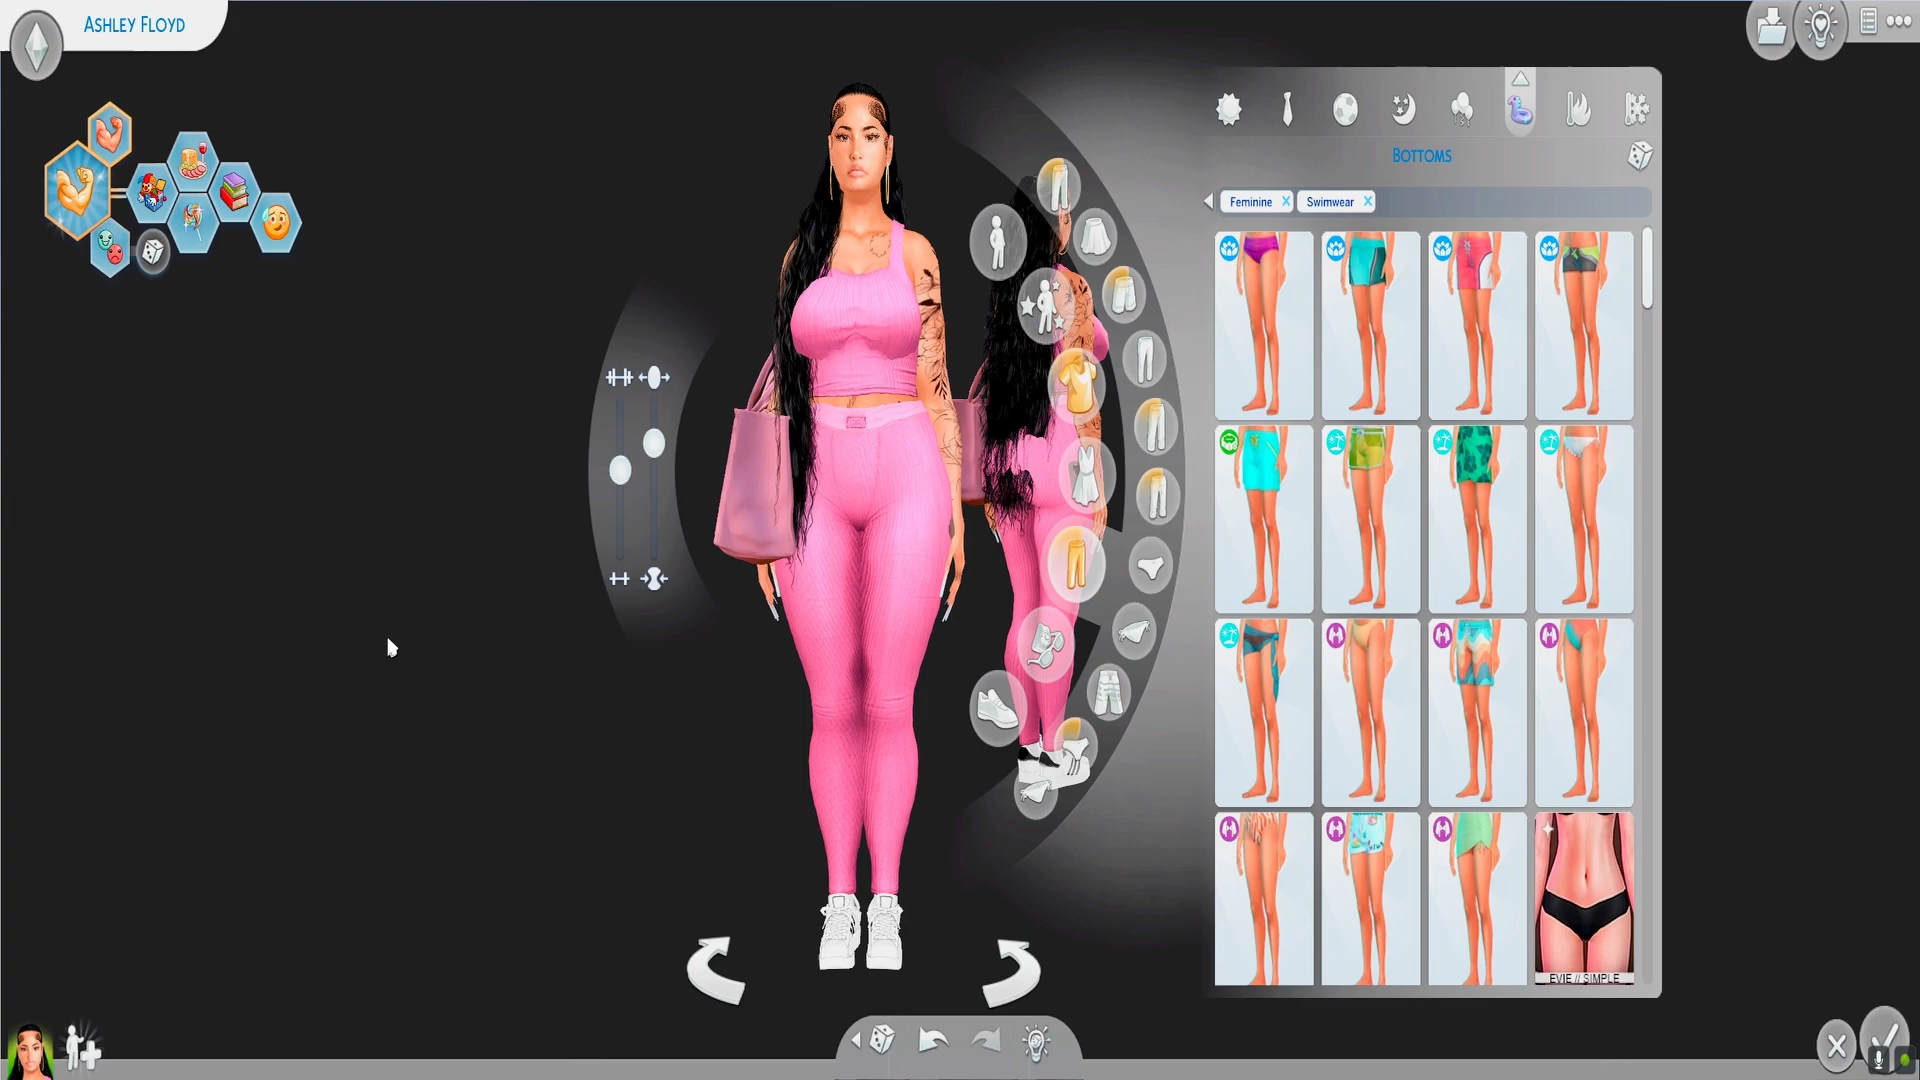 Ashley Floyd
Bottoms
Feminine
Swimwear
EVIE // SIMPLE